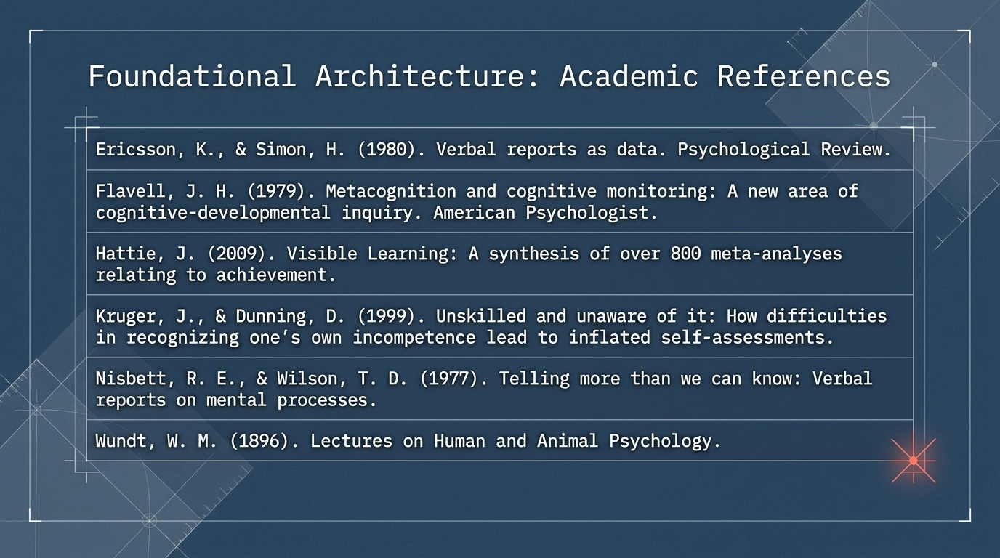 Foundational Architecture: Academic References
Ericsson, K., & Simon, H. (1980). Verbal reports as data. Psychological Review.
Flavell, J. H. (1979). Metacognition and cognitive monitoring: A new area of
cognitive-developmental inquiry. American Psychologist.
Hattie, J. (2009). Visible Learning: A synthesis of over 800 meta-analyses
relating to achievement.
Kruger, J., & Dunning, D. (1999). Unskilled and unaware of it: How difficulties
in recognizing one’s own incompetence lead to inflated self-assessments.
Nisbett, R. E., & Wilson, T. D. (1977). Telling more than we can know: Verbal
reports on mental processes.
Wundt, W. M. (1896). Lectures on Human and Animal Psychology.